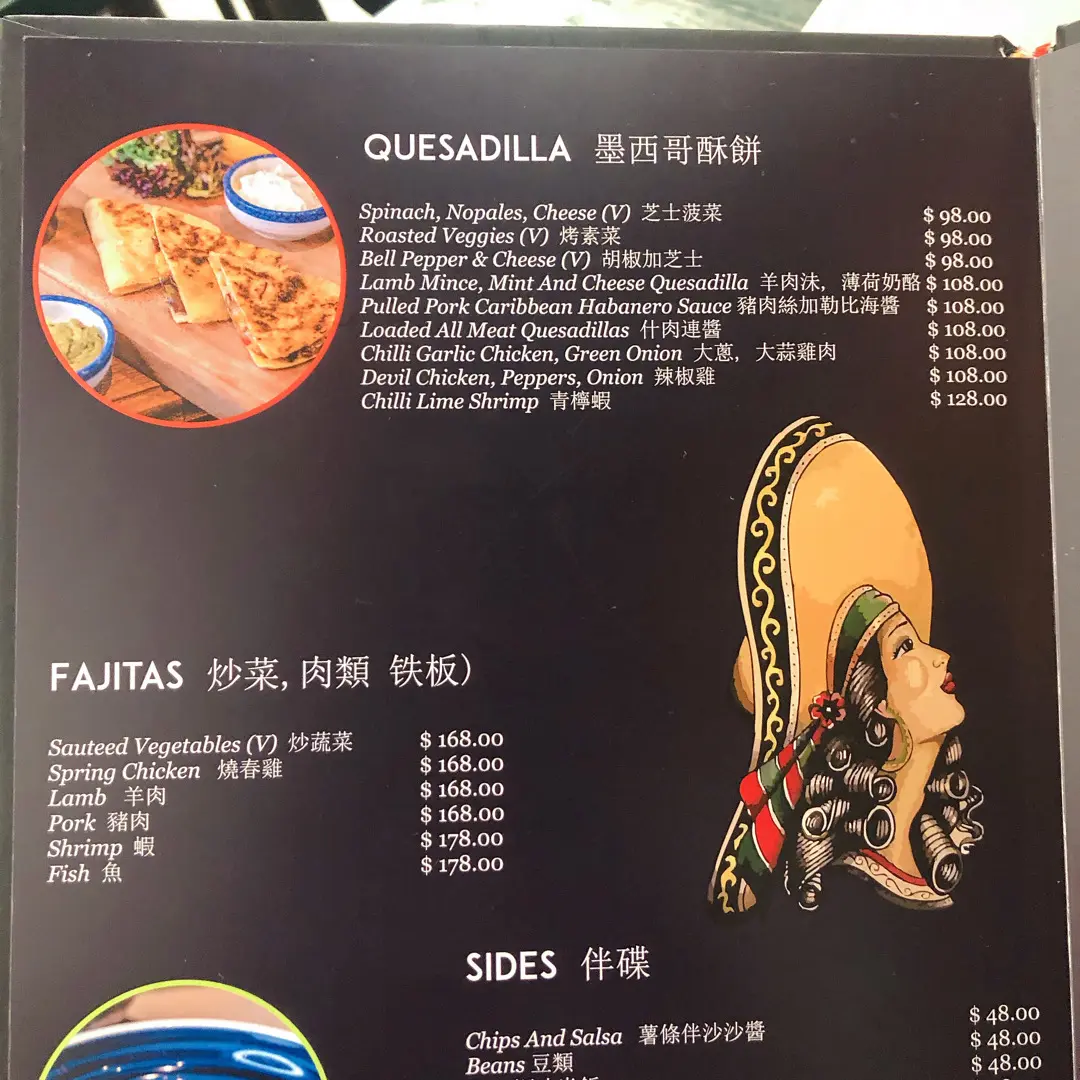 QUESADILLA 墨西哥酥餅
Spinach, Nopales, Cheese (V) 芝士菠菜 $ 98.00
Roasted Veggies (V) 烤素菜 $ 98.00
Bell Pepper & Cheese (V) 胡椒加芝士 $ 98.00
Lamb Mince, Mint And Cheese Quesadilla 羊肉沬，薄荷奶酪 $ 108.00
Pulled Pork Caribbean Habanero Sauce 豬肉絲加勒比海醬 $ 108.00
Loaded All Meat Quesadillas 什肉連醬 $ 108.00
Chilli Garlic Chicken, Green Onion 大蔥，大蒜雞肉 $ 108.00
Devil Chicken, Peppers, Onion 辣椒雞 $ 108.00
Chilli Lime Shrimp 青檸蝦 $ 128.00
FAJITAS 炒菜, 肉類 铁板)
Sauteed Vegetables (V) 炒蔬菜 $ 168.00
Spring Chicken 燒春雞 $ 168.00
Lamb 羊肉 $ 168.00
Pork 豬肉 $ 168.00
Shrimp 蝦 $ 178.00
Fish 魚 $ 178.00
SIDES 伴碟
Chips And Salsa 薯條伴沙沙醬 $ 48.00
Beans 豆類 $ 48.00
$ 48.00